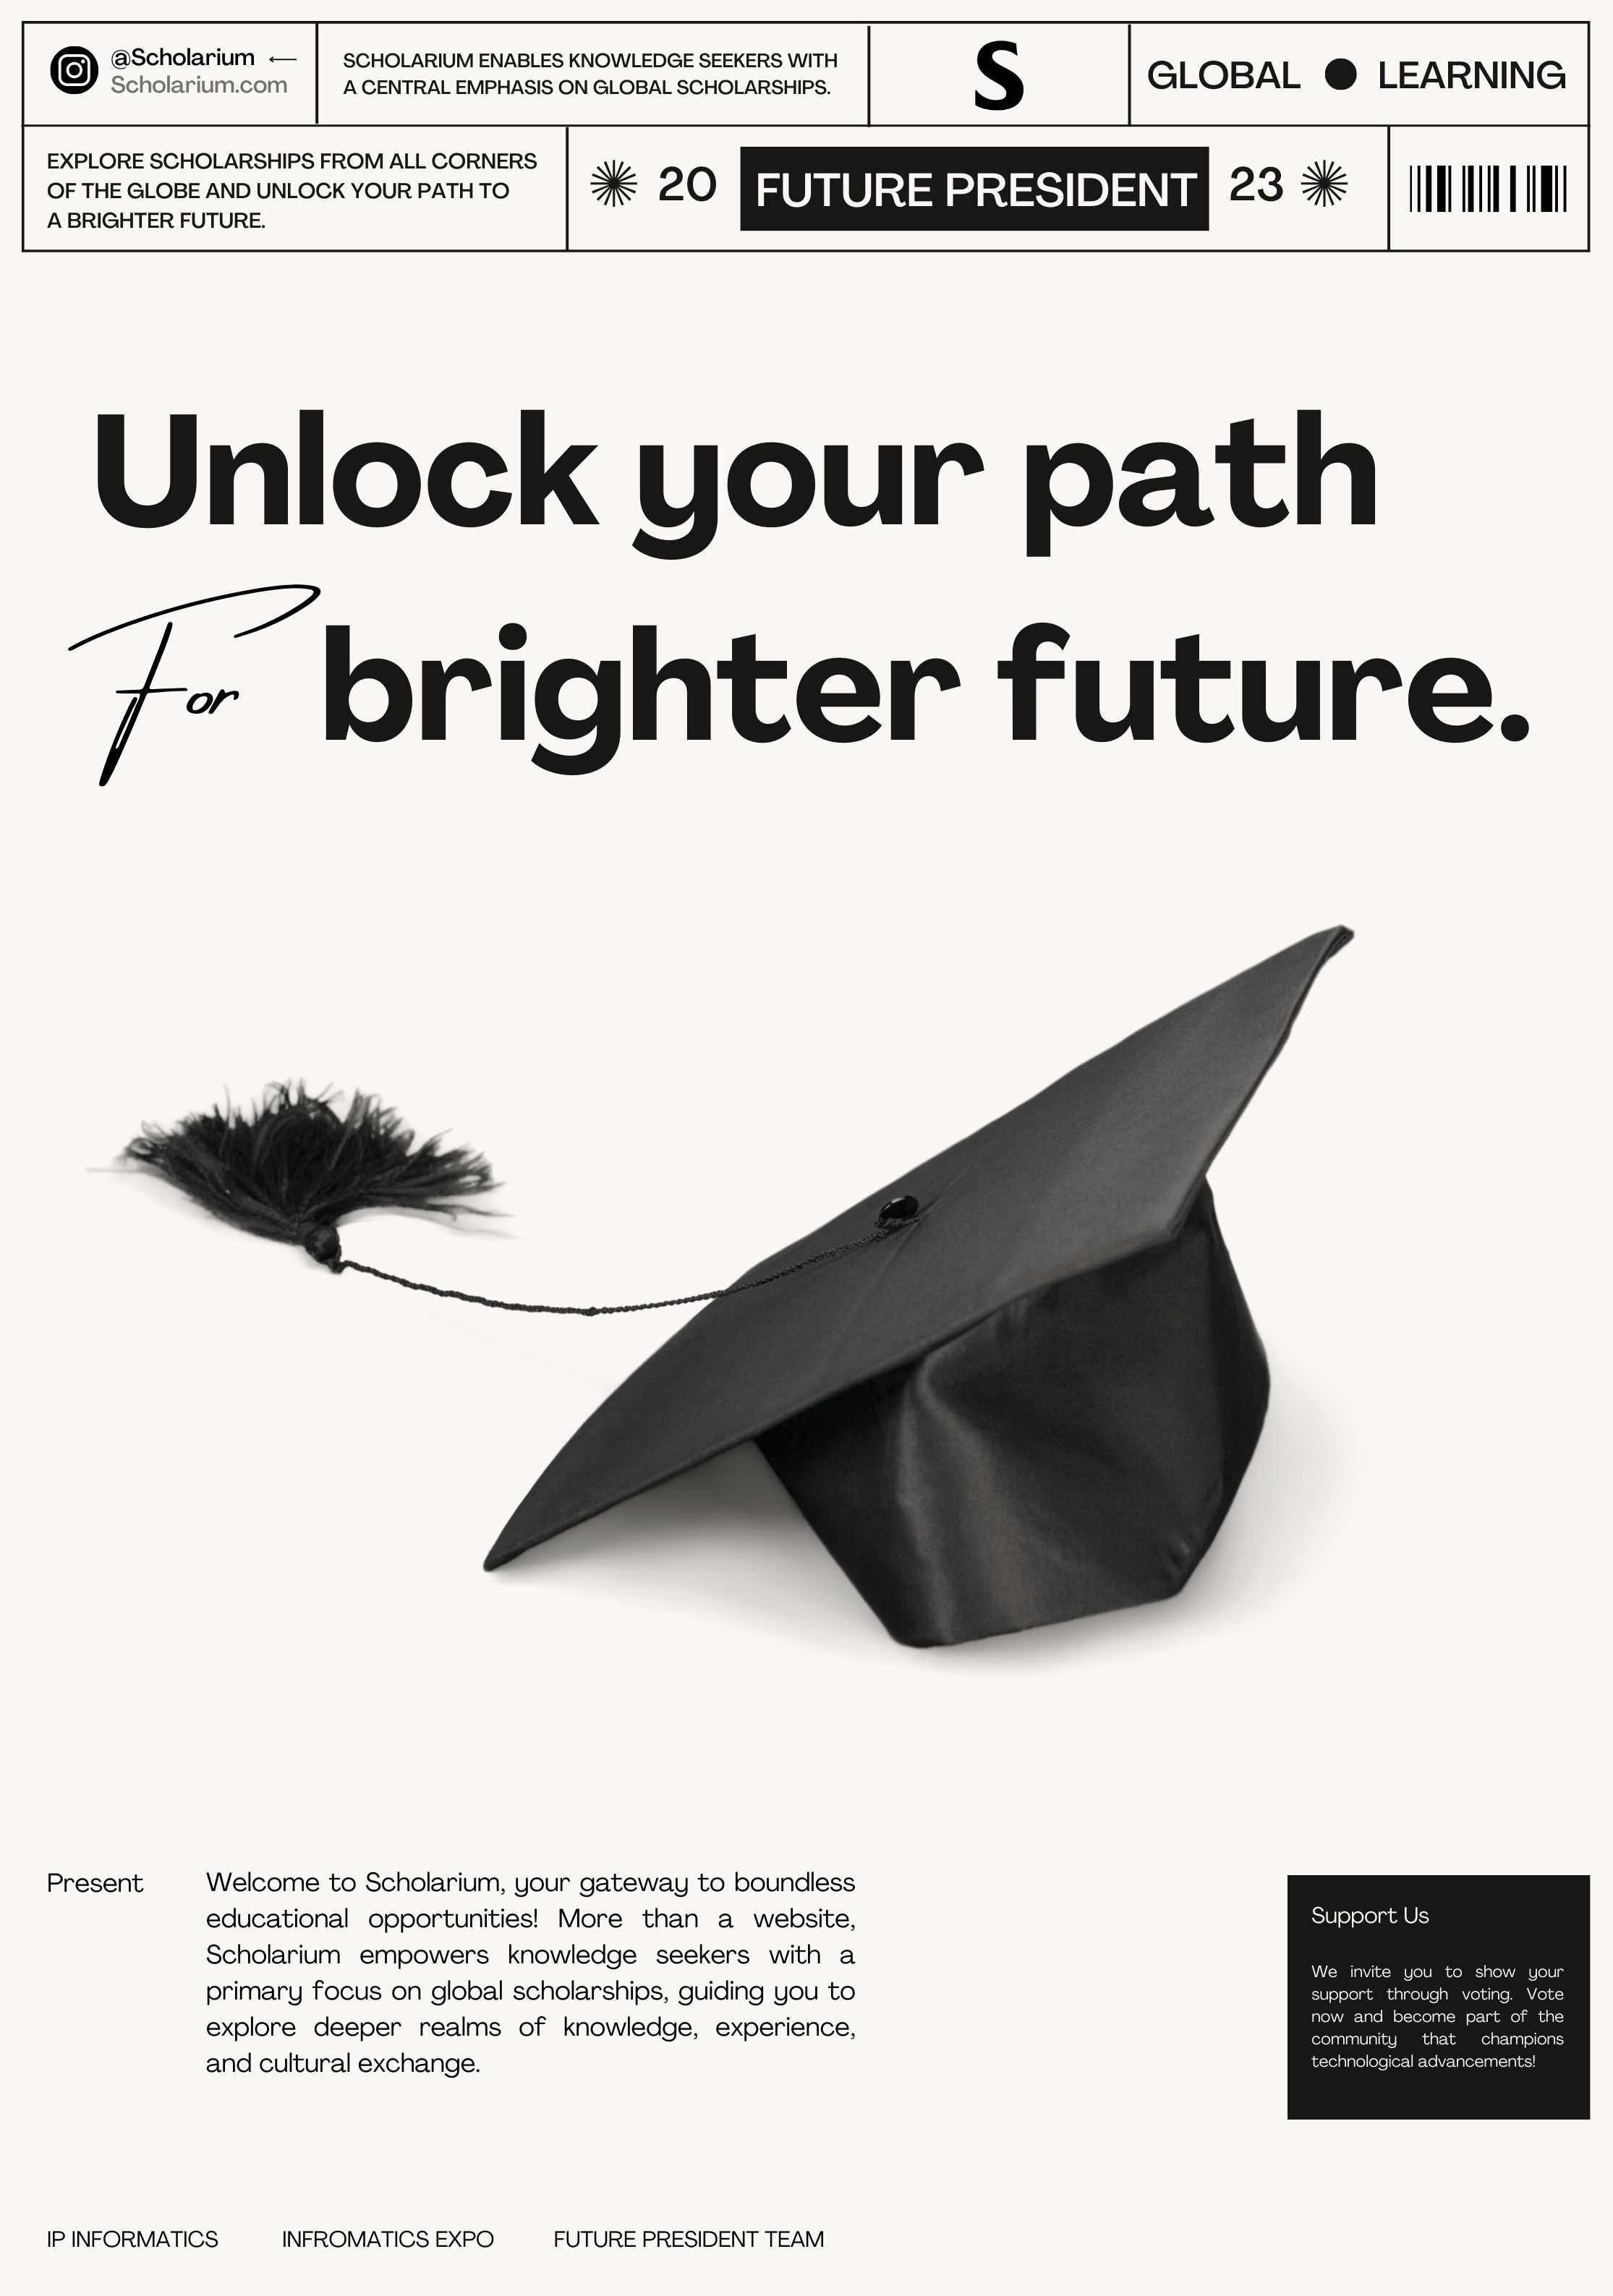 @Scholarium ⟵
Scholarium.com
SCHOLARIUM ENABLES KNOWLEDGE SEEKERS WITH
A CENTRAL EMPHASIS ON GLOBAL SCHOLARSHIPS.
S
GLOBAL ● LEARNING
EXPLORE SCHOLARSHIPS FROM ALL CORNERS
OF THE GLOBE AND UNLOCK YOUR PATH TO
A BRIGHTER FUTURE.
20 FUTURE PRESIDENT 23
Unlock your path
For brighter future.
Present
Welcome to Scholarium, your gateway to boundless
educational opportunities! More than a website,
Scholarium empowers knowledge seekers with a
primary focus on global scholarships, guiding you to
explore deeper realms of knowledge, experience,
and cultural exchange.
Support Us
We invite you to show your
support through voting. Vote
now and become part of the
community that champions
technological advancements!
IP INFORMATICS INFROMATICS EXPO FUTURE PRESIDENT TEAM